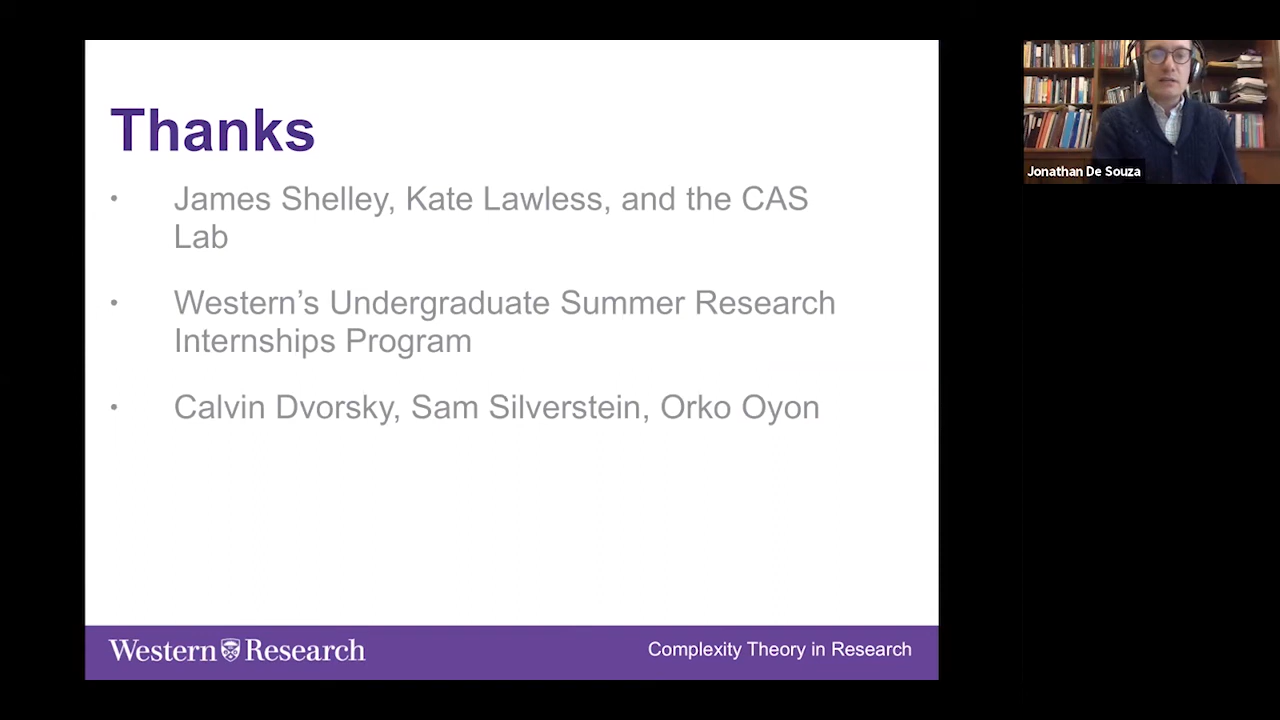 Thanks
• James Shelley, Kate Lawless, and the CAS
Lab
• Western’s Undergraduate Summer Research
Internships Program
• Calvin Dvorsky, Sam Silverstein, Orko Oyon
Western Research
Complexity Theory in Research
Jonathan De Souza